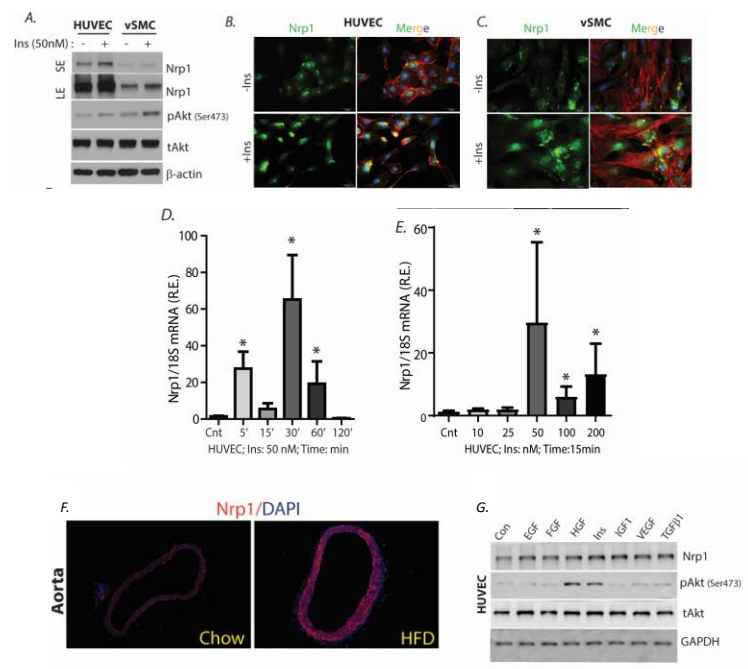 A.
HUVEC vSMC
Ins (50nM) : - + - +
SE Nrp1
LE Nrp1
pAkt (Ser473)
tAkt
β-actin
B. HUVEC
Nrp1 Merge
-Ins
+Ins
C. vSMC
Nrp1 Merge
-Ins
+Ins
D.
Nrp1/18S mRNA (R.E.)
100
80
60
40
20
0
* * *
Cnt 5' 15' 30' 60' 120'
HUVEC; Ins: 50 nM; Time: min
E.
Nrp1/18S mRNA (R.E.)
60
40
20
0
* * *
Cnt 10 25 50 100 200
HUVEC; Ins: nM; Time:15min
F.
Nrp1/DAPI
Aorta
Chow HFD
G.
Con EGF FGF HGF Ins IGF1 VEGF TGFβ1
HUVEC
Nrp1
pAkt (Ser473)
tAkt
GAPDH